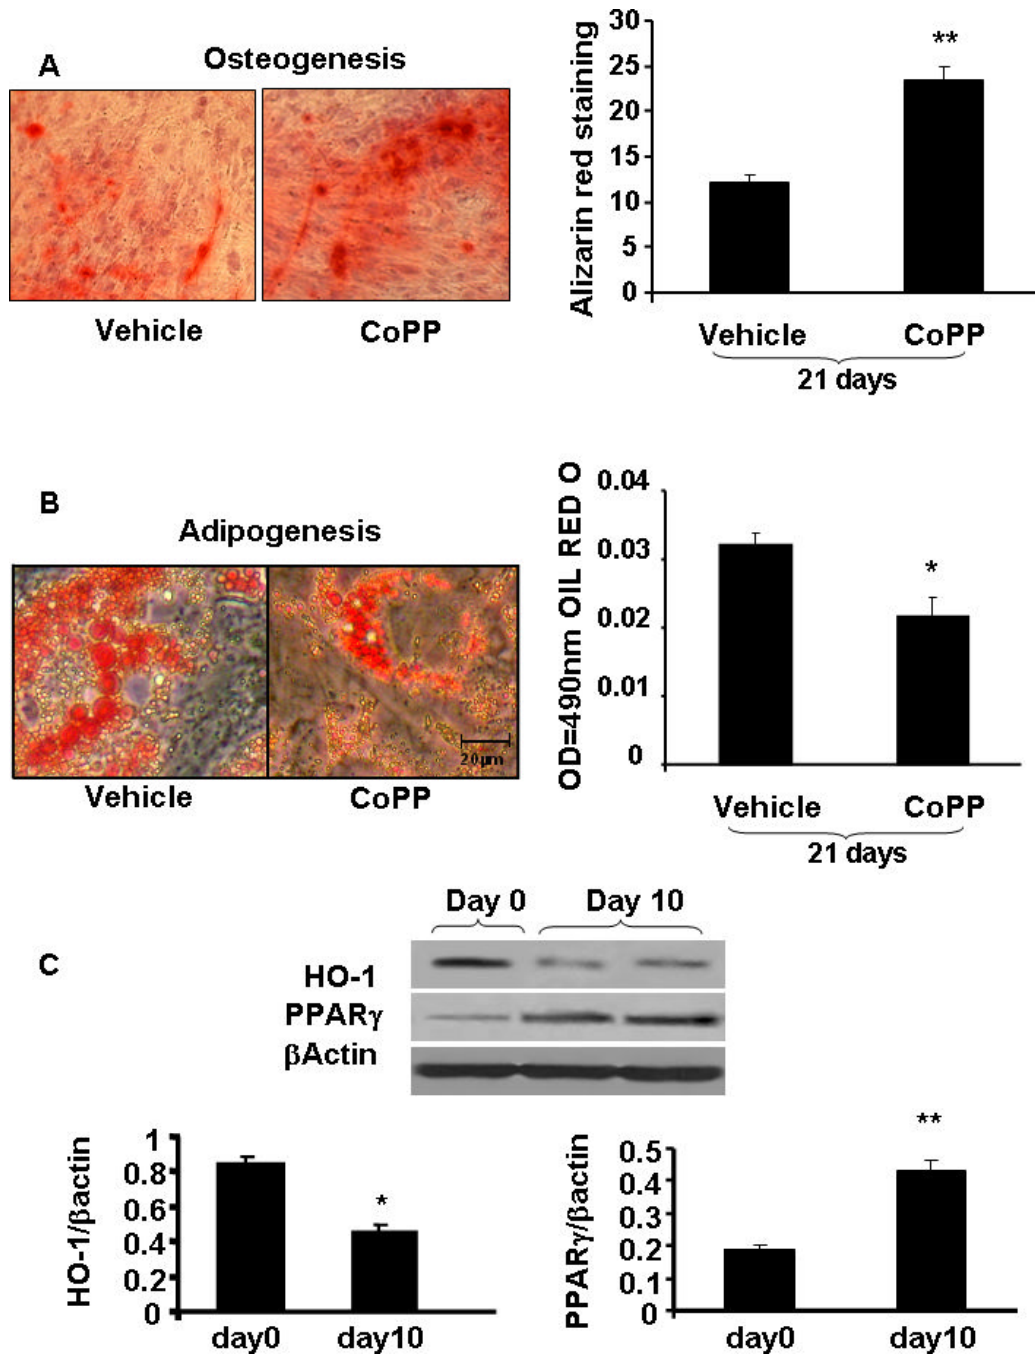 A
Osteogenesis
Vehicle
CoPP
Alizarin red staining
30
25
20
15
10
5
0
**
Vehicle
CoPP
21 days
B
Adipogenesis
20µm
Vehicle
CoPP
OD=490nm OIL RED O
0.04
0.03
0.02
0.01
0
*
Vehicle
CoPP
21 days
C
Day 0
Day 10
HO-1
PPARγ
βActin
HO-1/βactin
1
0.8
0.6
0.4
0.2
0
*
day0
day10
PPARγ/βactin
0.5
0.4
0.3
0.2
0.1
0
**
day0
day10